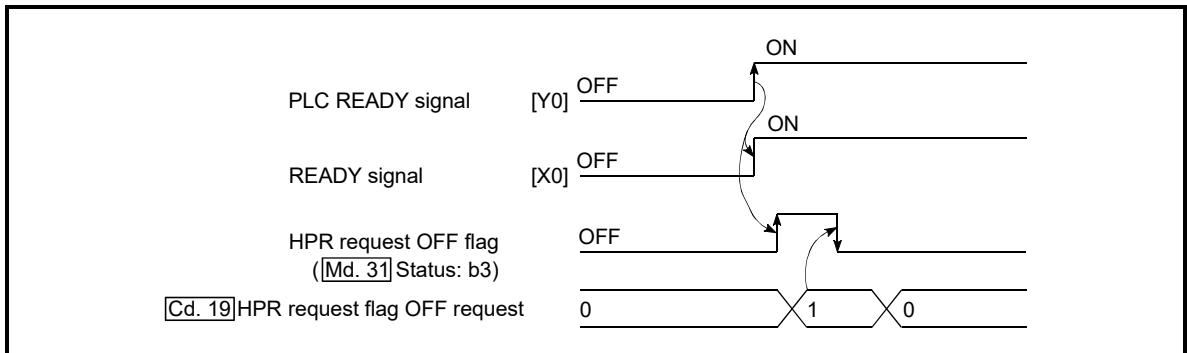 ON
PLC READY signal [Y0] OFF
ON
READY signal [X0] OFF
HPR request OFF flag OFF
( Md. 31 Status: b3)
Cd. 19 HPR request flag OFF request 0 1 0